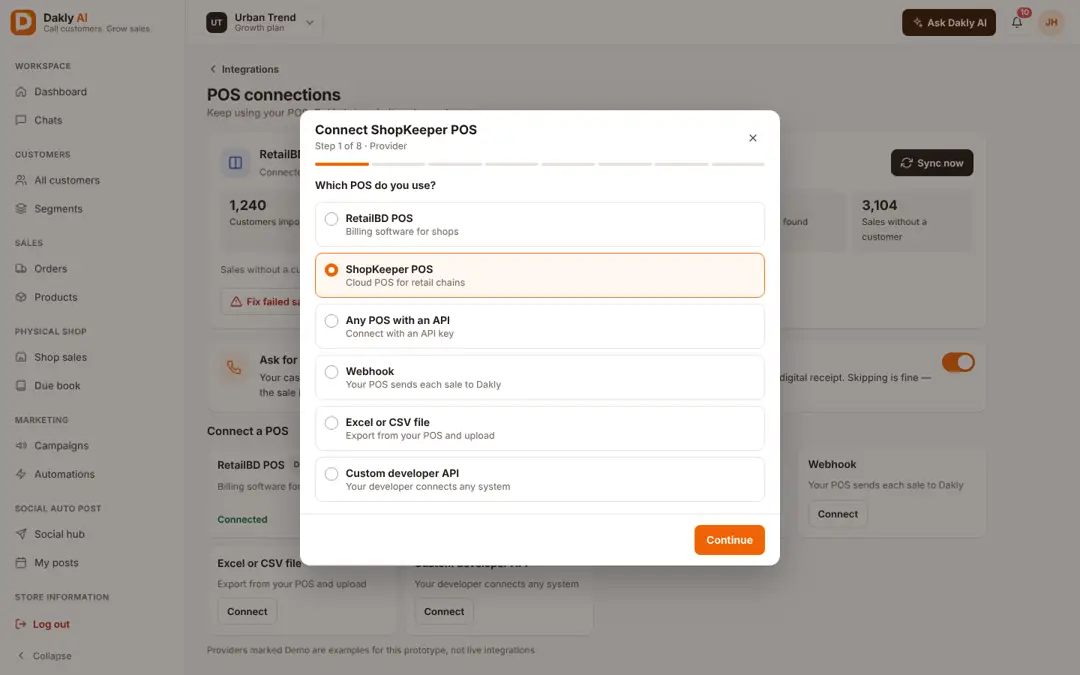 Dakly AI
Call customers. Grow sales.
UT
Urban Trend
Growth plan
Ask Dakly AI
10
JH
WORKSPACE
Dashboard
Chats
CUSTOMERS
All customers
Segments
SALES
Orders
Products
PHYSICAL SHOP
Shop sales
Due book
MARKETING
Campaigns
Automations
SOCIAL AUTO POST
Social hub
My posts
STORE INFORMATION
Log out
Collapse
Integrations
POS connections
Keep using your POS.
Sync now
1,240
Customers
found
3,104
Sales without a
customer
Sales without a
Fix failed
Ask for
Your
the sale
digital receipt. Skipping is fine —
Connect a POS
RetailBD POS
Billing software for
Connected
Webhook
Your POS sends each sale to Dakly
Connect
Excel or CSV file
Export from your POS and upload
Connect
Your developer connects any system
Connect
Providers marked Demo are examples for this prototype, not live integrations
Connect ShopKeeper POS
Step 1 of 8 · Provider
Which POS do you use?
RetailBD POS
Billing software for shops
ShopKeeper POS
Cloud POS for retail chains
Any POS with an API
Connect with an API key
Webhook
Your POS sends each sale to Dakly
Excel or CSV file
Export from your POS and upload
Custom developer API
Your developer connects any system
Continue